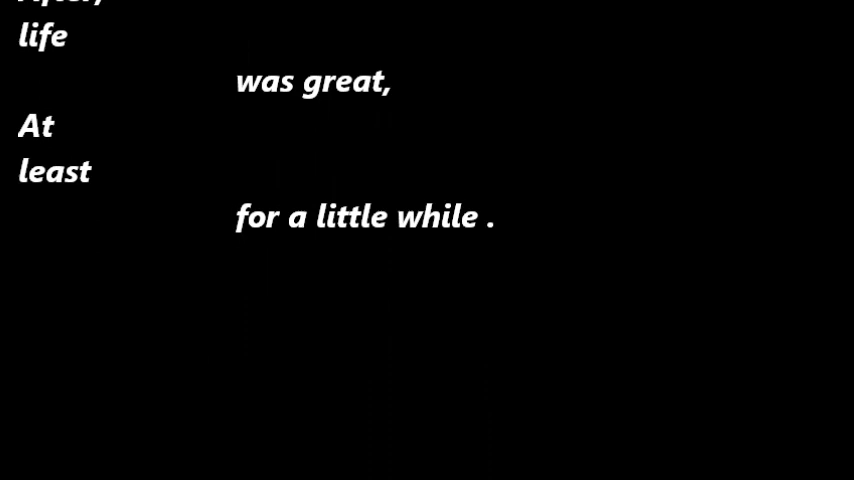 life
was great,
At
least
for a little while .